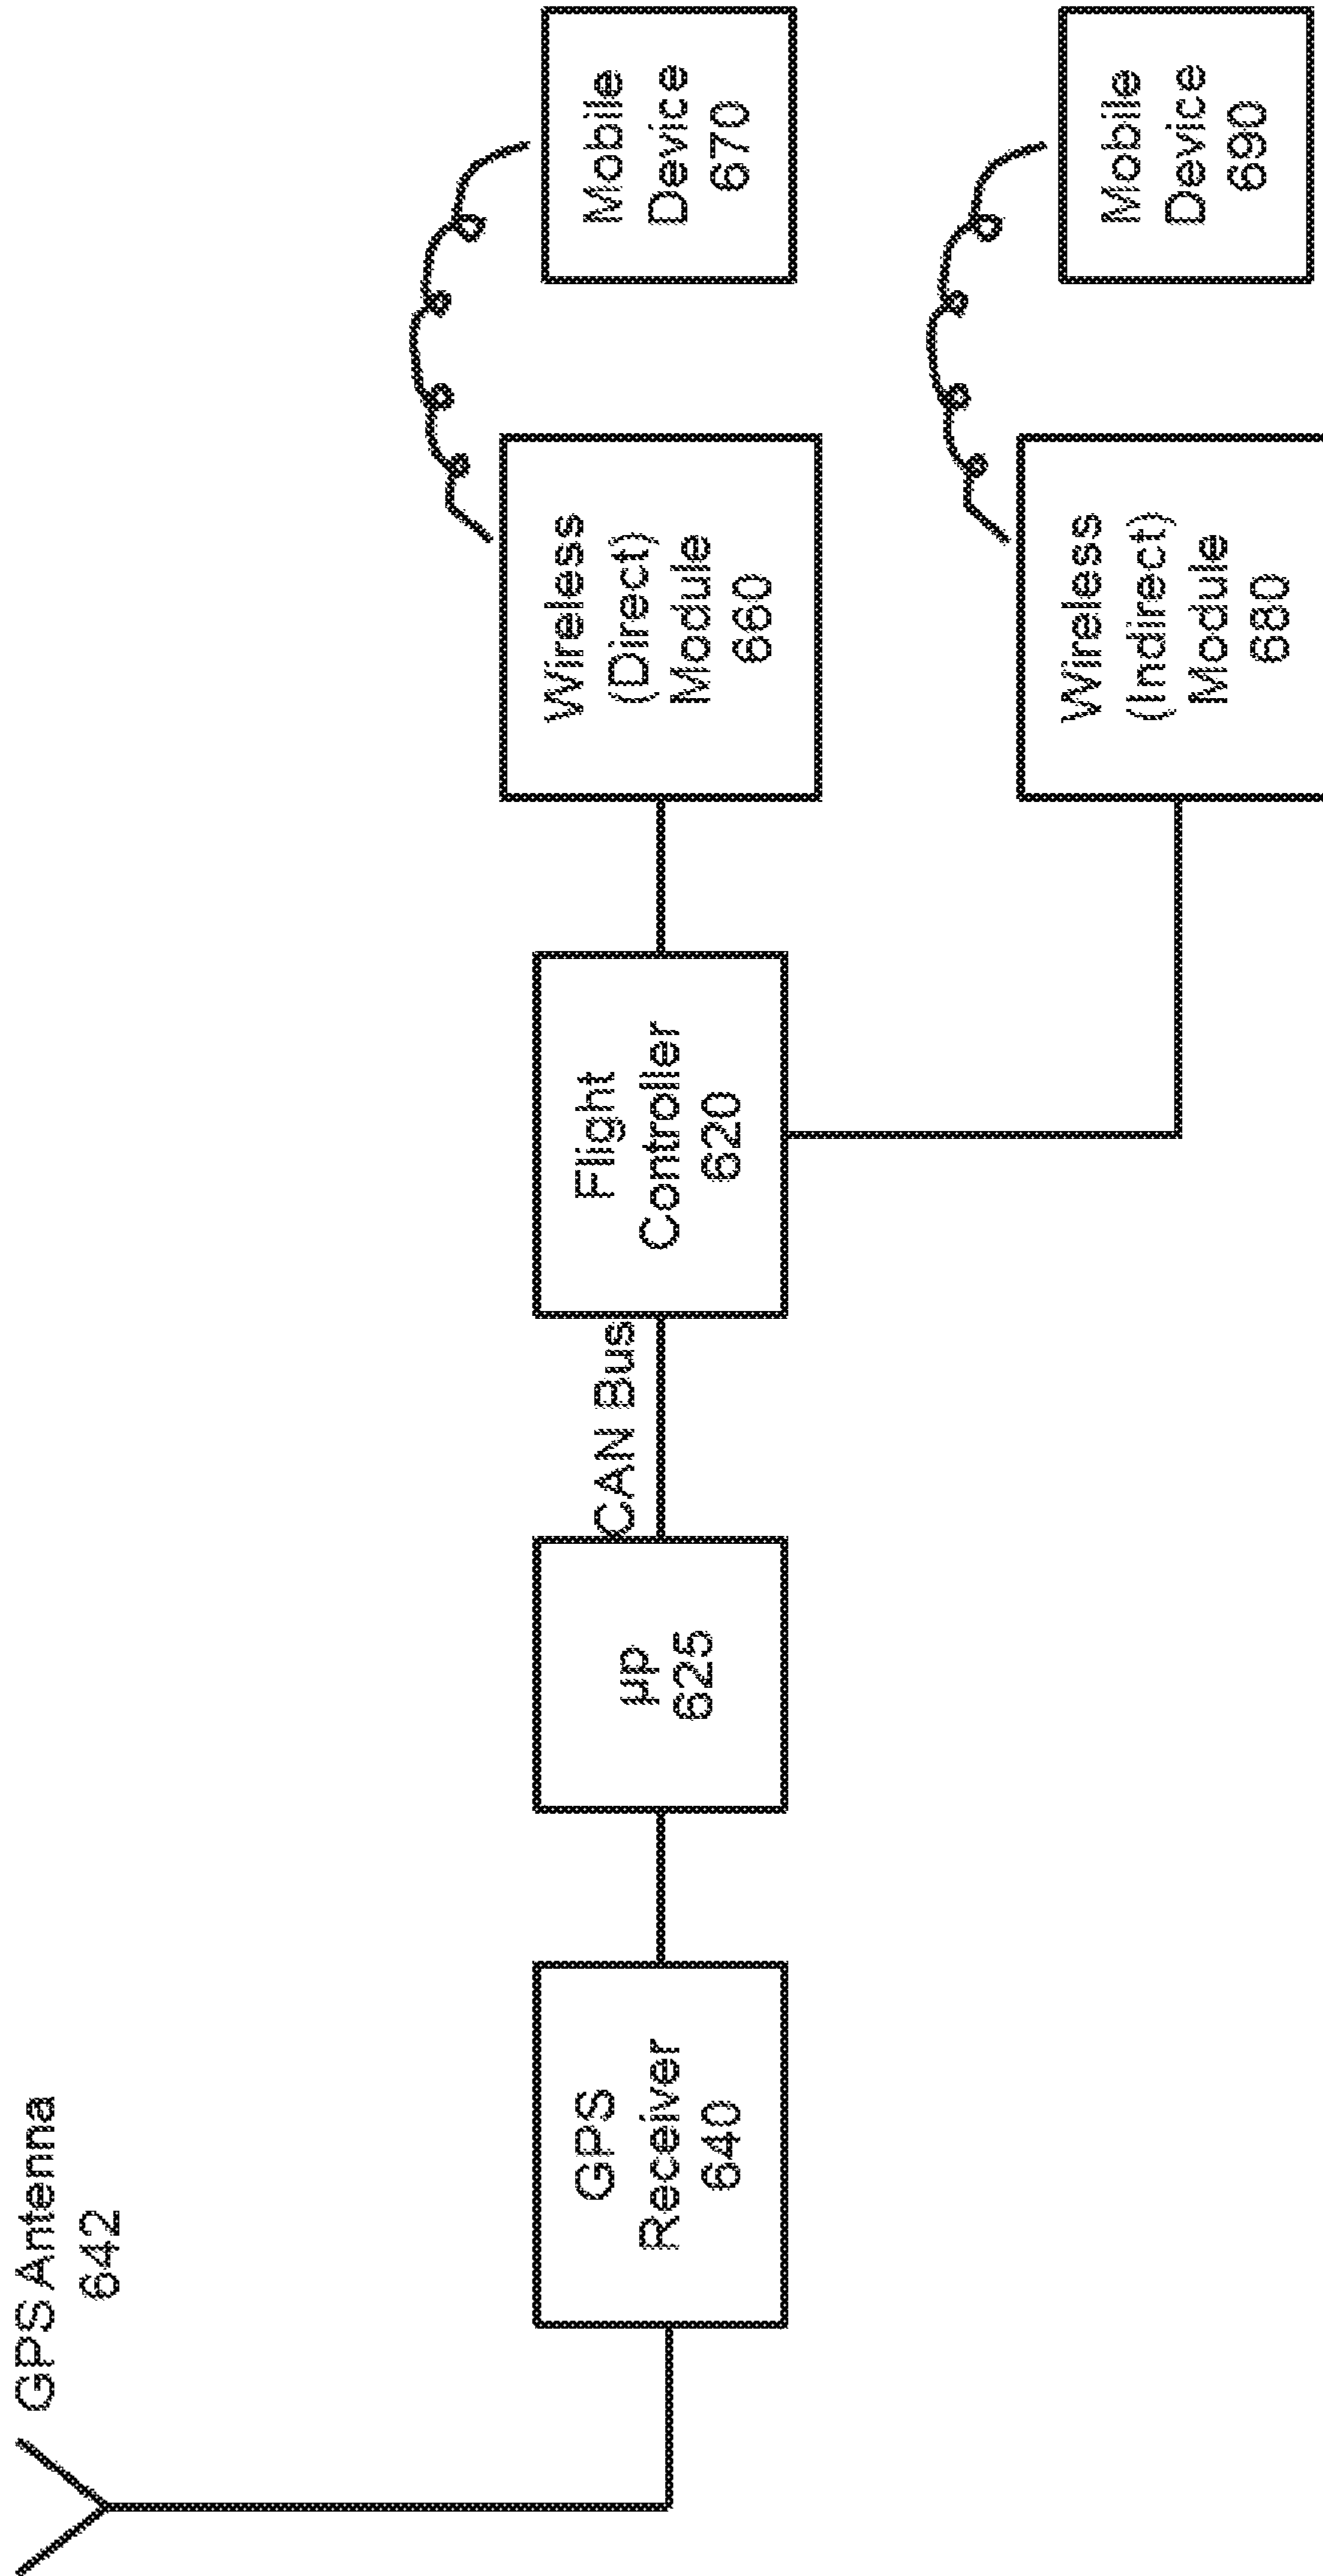 GPS Antenna
642
GPS
Receiver
640
µp
625
CAN Bus
Flight
Controller
620
Wireless
(Direct)
Module
660
Mobile
Device
670
Wireless
(Indirect)
Module
680
Mobile
Device
690